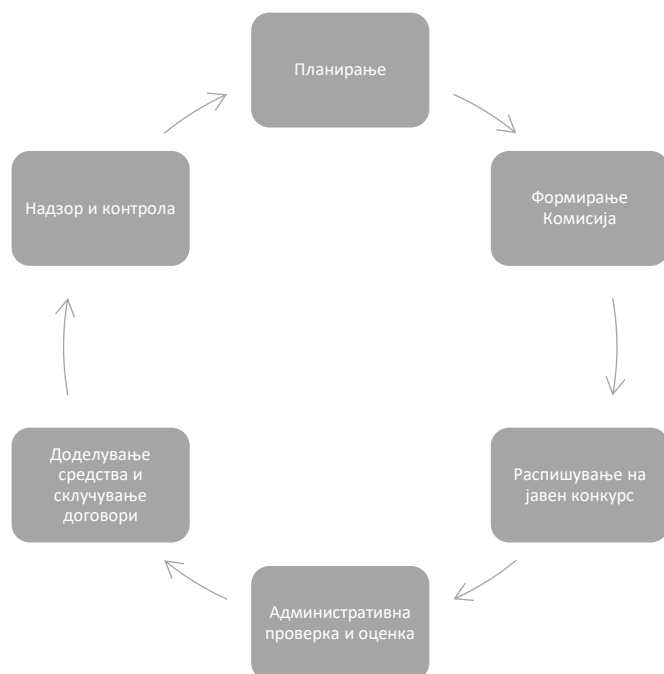 Планирање
Формирање
Комисија
Распишување на
јавен конкурс
Административна
проверка и оценка
Доделување
средства и
склучување
договори
Надзор и контрола